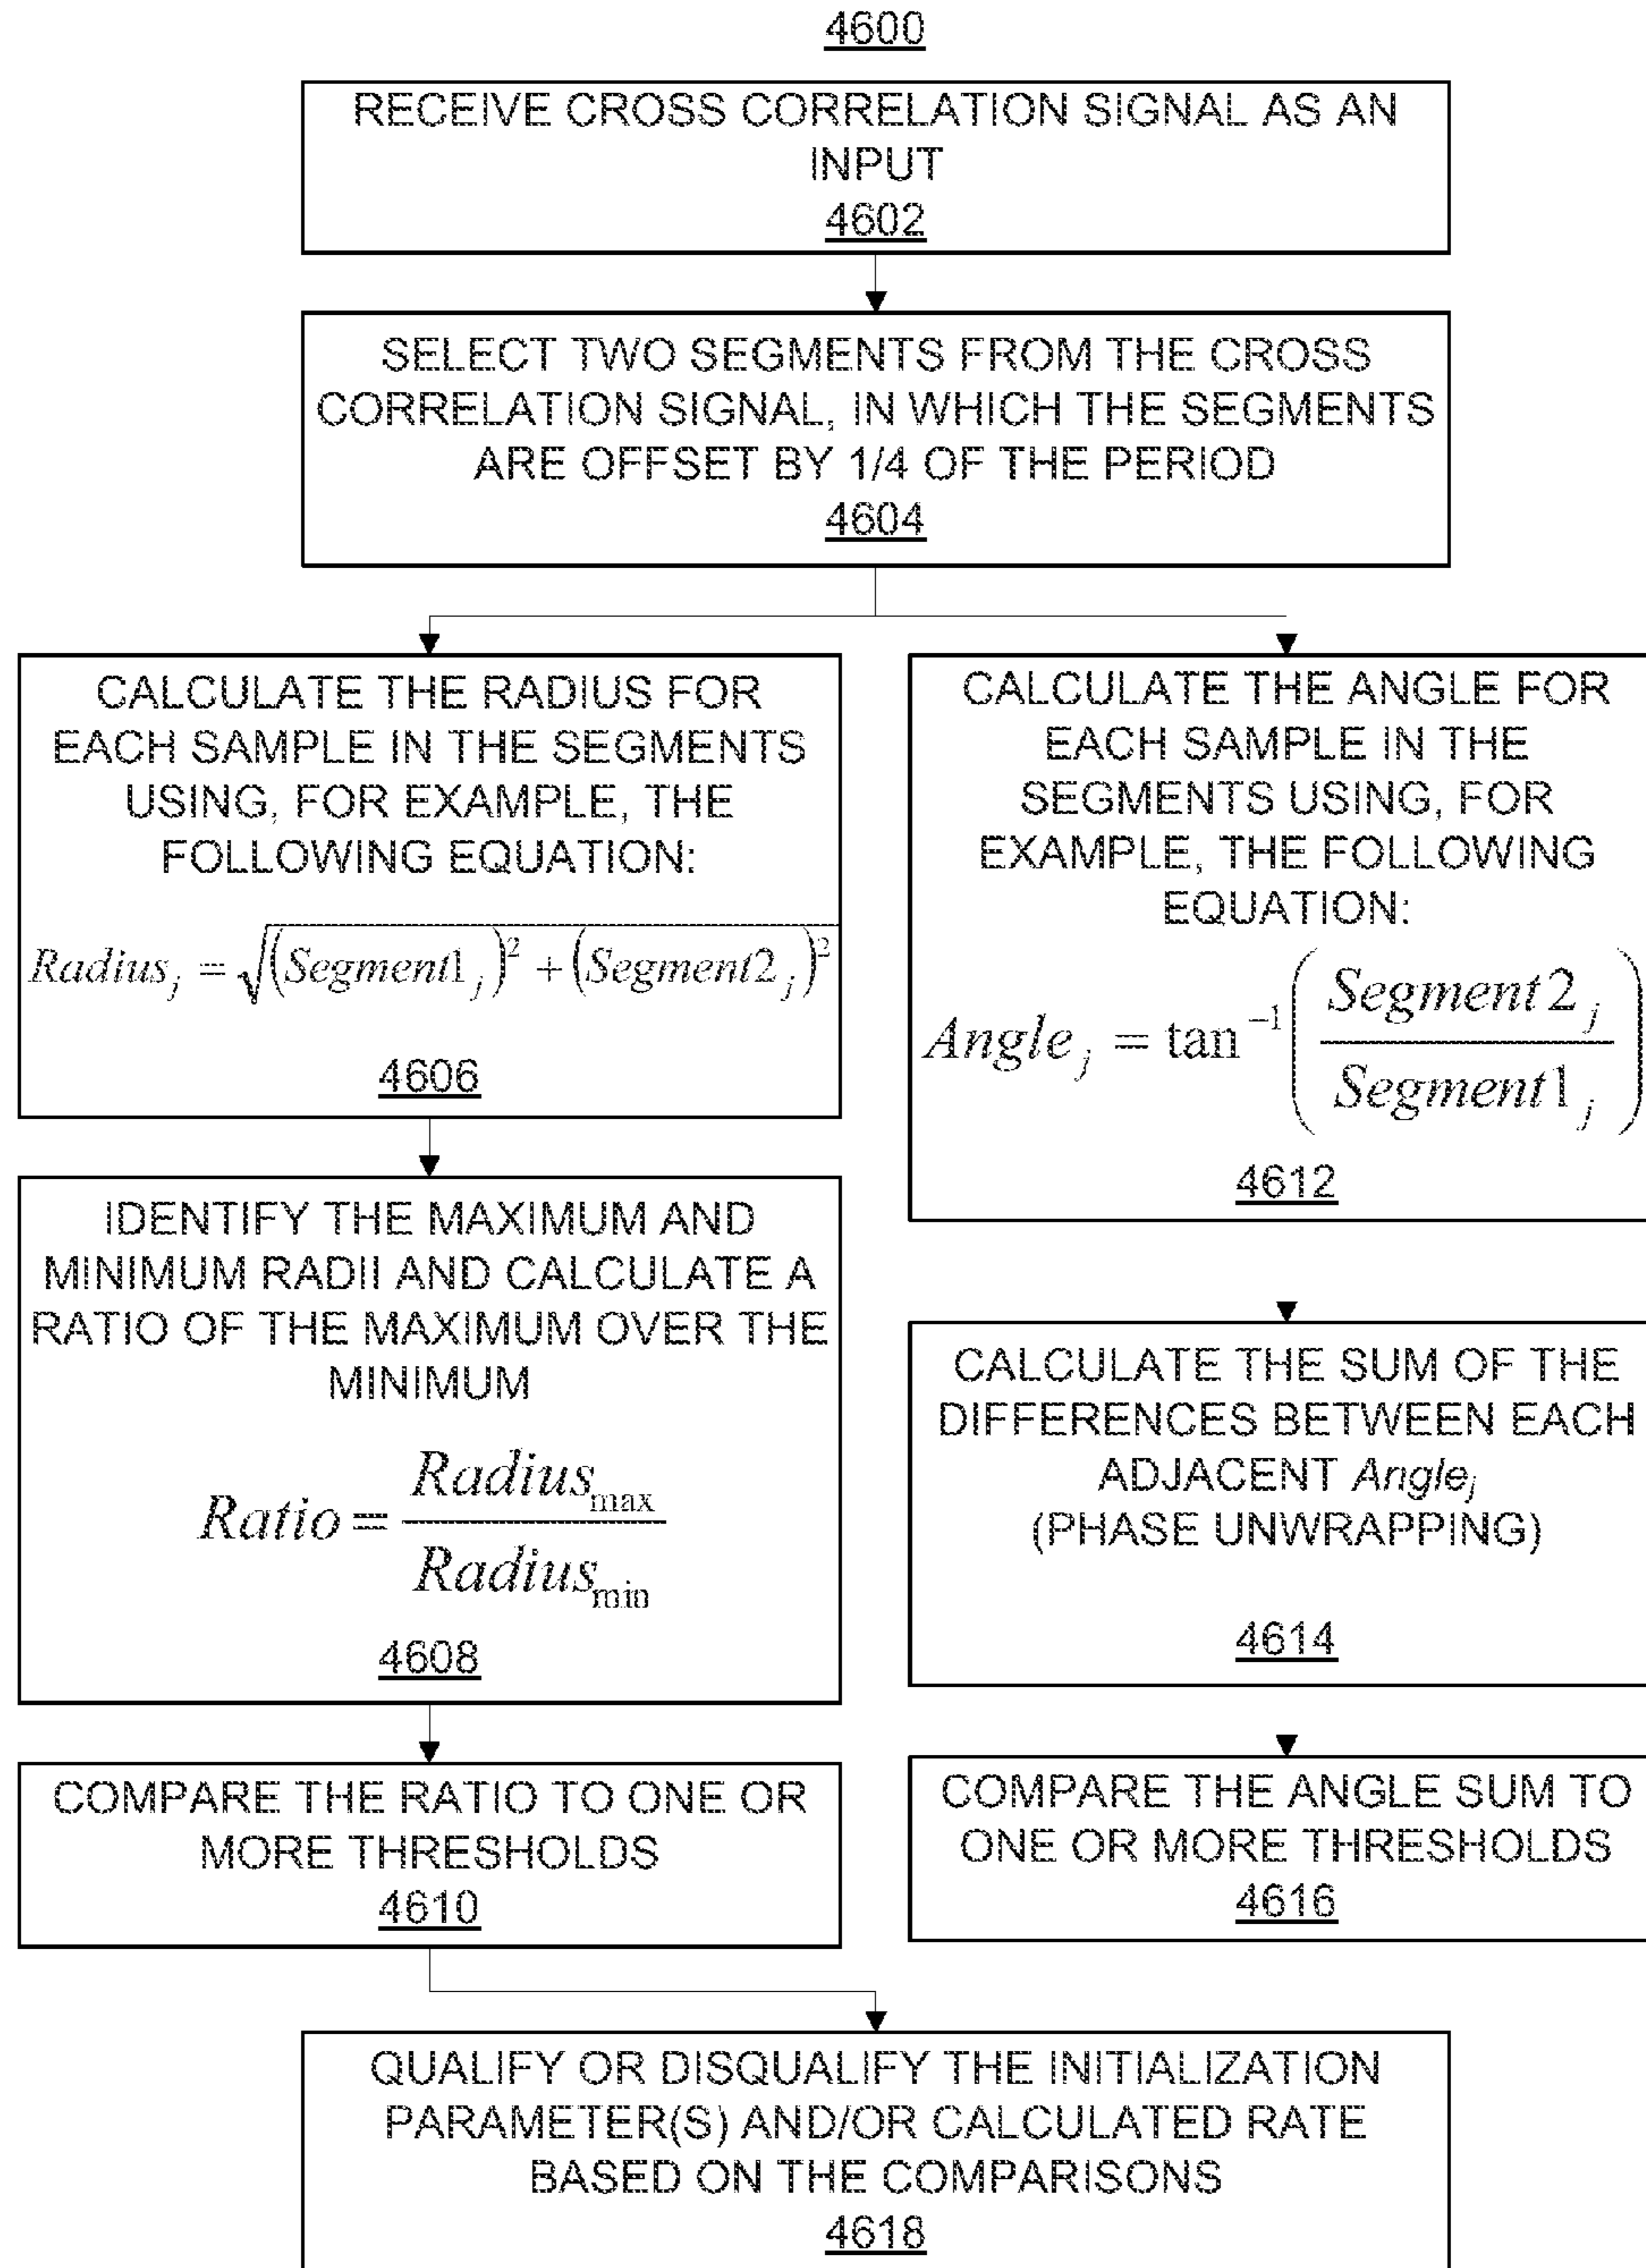 4600
RECEIVE CROSS CORRELATION SIGNAL AS AN
INPUT
4602
SELECT TWO SEGMENTS FROM THE CROSS
CORRELATION SIGNAL, IN WHICH THE SEGMENTS
ARE OFFSET BY 1/4 OF THE PERIOD
4604
CALCULATE THE RADIUS FOR
EACH SAMPLE IN THE SEGMENTS
USING, FOR EXAMPLE, THE
FOLLOWING EQUATION:
Radius_j = √((Segment1_j)² + (Segment2_j)²)
4606
IDENTIFY THE MAXIMUM AND
MINIMUM RADII AND CALCULATE A
RATIO OF THE MAXIMUM OVER THE
MINIMUM
Ratio = Radius_max / Radius_min
4608
COMPARE THE RATIO TO ONE OR
MORE THRESHOLDS
4610
CALCULATE THE ANGLE FOR
EACH SAMPLE IN THE
SEGMENTS USING, FOR
EXAMPLE, THE FOLLOWING
EQUATION:
Angle_j = tan⁻¹(Segment2_j / Segment1_j)
4612
CALCULATE THE SUM OF THE
DIFFERENCES BETWEEN EACH
ADJACENT Angle_j
(PHASE UNWRAPPING)
4614
COMPARE THE ANGLE SUM TO
ONE OR MORE THRESHOLDS
4616
QUALIFY OR DISQUALIFY THE INITIALIZATION
PARAMETER(S) AND/OR CALCULATED RATE
BASED ON THE COMPARISONS
4618